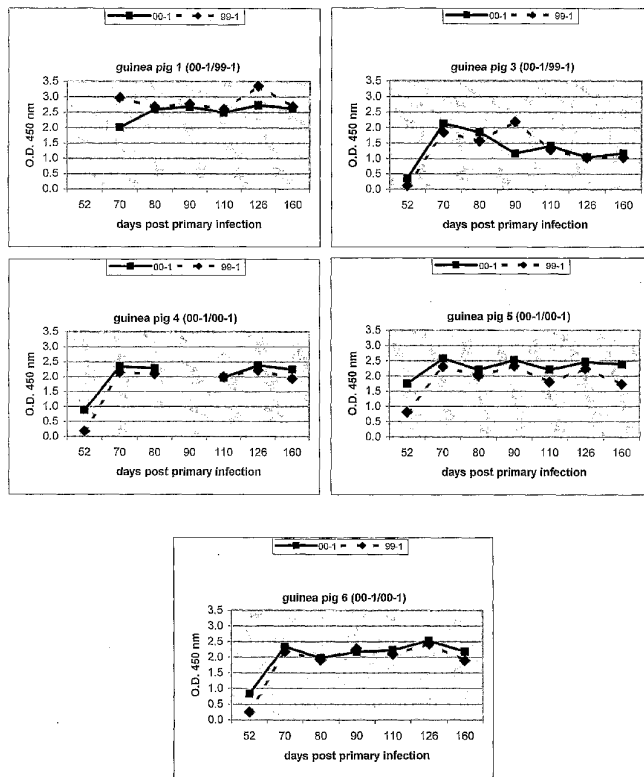 00-1 99-1
guinea pig 1 (00-1/99-1)
O.D. 450 nm
3.5
3.0
2.5
2.0
1.5
1.0
0.5
0.0
52 70 80 90 110 126 160
days post primary infection
00-1 99-1
guinea pig 3 (00-1/99-1)
O.D. 450 nm
3.5
3.0
2.5
2.0
1.5
1.0
0.5
0.0
52 70 80 90 110 126 160
days post primary infection
00-1 99-1
guinea pig 4 (00-1/00-1)
O.D. 450 nm
3.5
3.0
2.5
2.0
1.5
1.0
0.5
0.0
52 70 80 90 110 126 160
days post primary infection
00-1 99-1
guinea pig 5 (00-1/00-1)
O.D. 450 nm
3.5
3.0
2.5
2.0
1.5
1.0
0.5
0.0
52 70 80 90 110 126 160
days post primary infection
00-1 99-1
guinea pig 6 (00-1/00-1)
O.D. 450 nm
3.5
3.0
2.5
2.0
1.5
1.0
0.5
0.0
52 70 80 90 110 126 160
days post primary infection